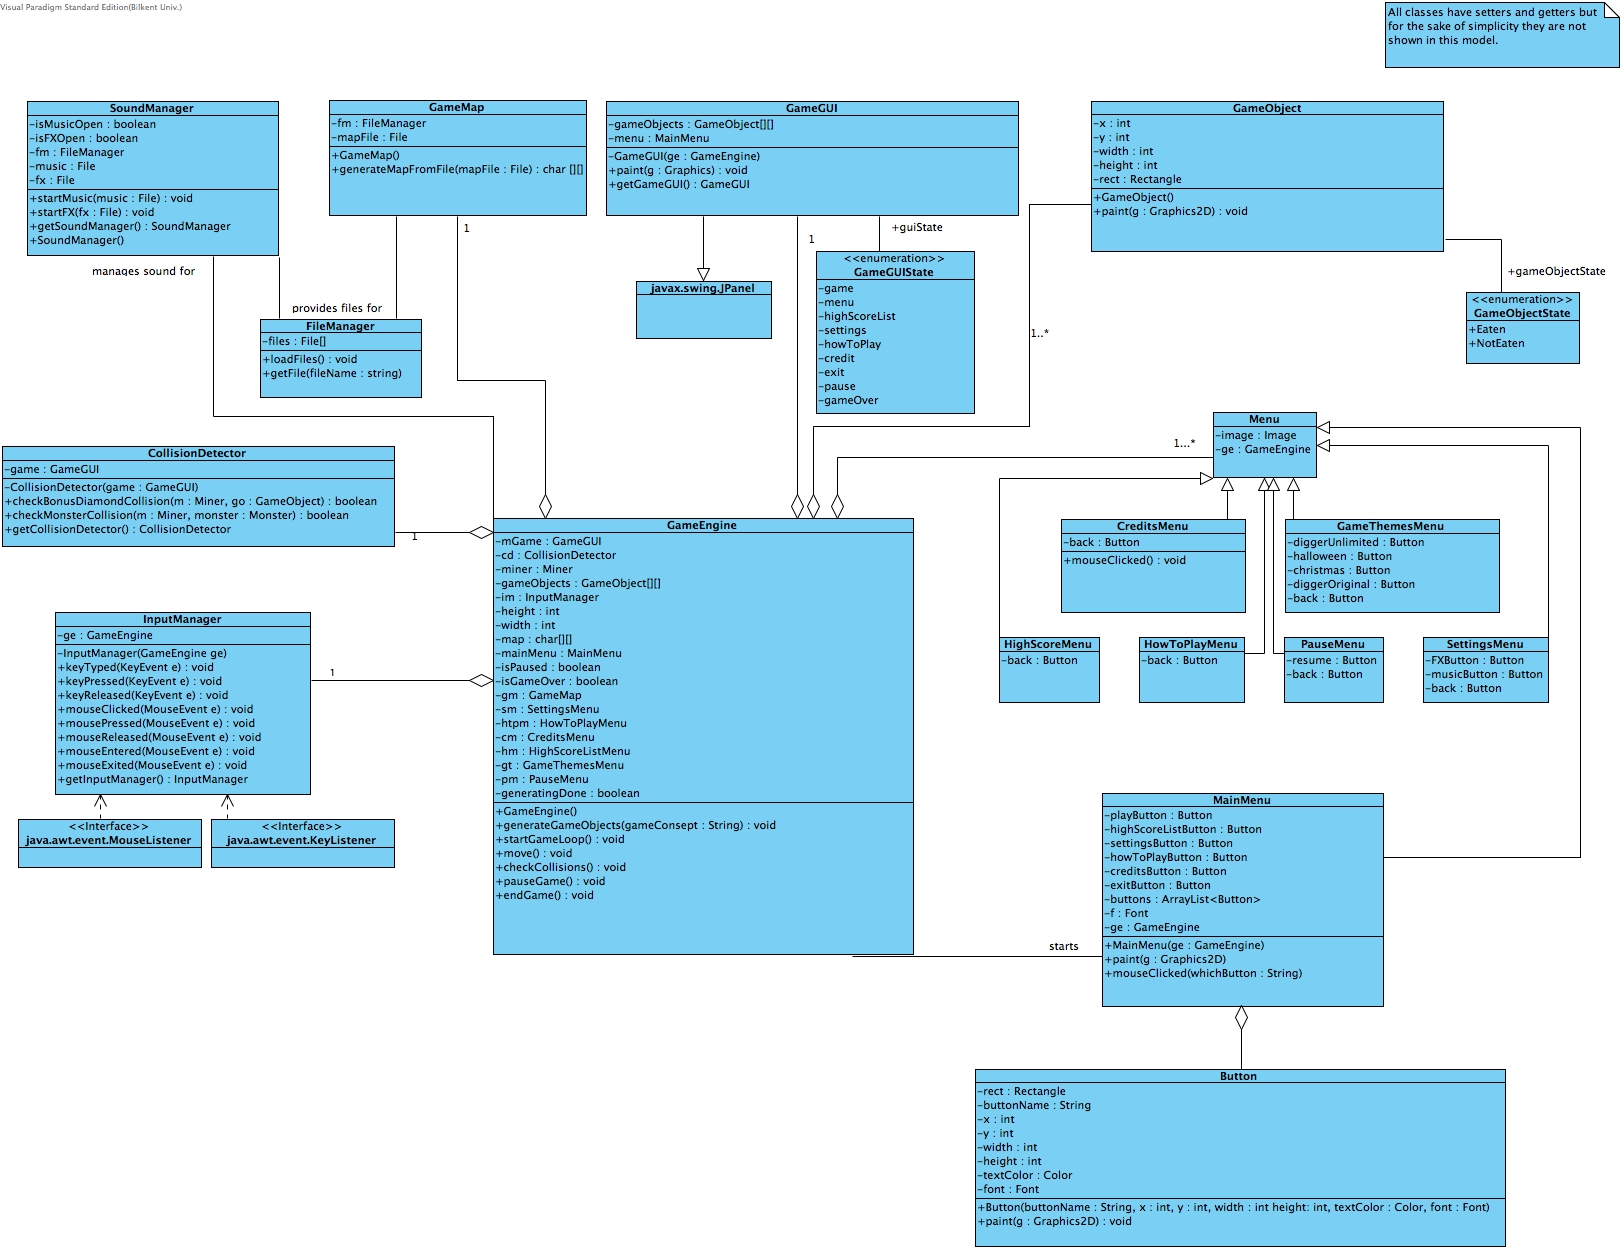 Visual Paradigm Standard Edition(Bilkent Univ.)
All classes have setters and getters but
for the sake of simplicity they are not
shown in this model.
SoundManager
-isMusicOpen : boolean
-isFXOpen : boolean
-fm : FileManager
-music : File
-fx : File
+startMusic(music : File) : void
+startFX(fx : File) : void
+getSoundManager() : SoundManager
+SoundManager()
GameMap
-fm : FileManager
-mapFile : File
+GameMap()
+generateMapFromFile(mapFile : File) : char [][]
GameGUI
-gameObjects : GameObject[][]
-menu : MainMenu
-GameGUI(ge : GameEngine)
+paint(g : Graphics) : void
+getGameGUI() : GameGUI
GameObject
-x : int
-y : int
-width : int
-height : int
-rect : Rectangle
+GameObject()
+paint(g : Graphics2D) : void
manages sound for
provides files for
1
1
+guiState
+gameObjectState
1..*
javax.swing.JPanel
<<enumeration>>
GameGUIState
-game
-menu
-highScoreList
-settings
-howToPlay
-credit
-exit
-pause
-gameOver
<<enumeration>>
GameObjectState
+Eaten
+NotEaten
FileManager
-files : File[]
+loadFiles() : void
+getFile(fileName : string)
Menu
-image : Image
-ge : GameEngine
1...*
CollisionDetector
-game : GameGUI
-CollisionDetector(game : GameGUI)
+checkBonusDiamondCollision(m : Miner, go : GameObject) : boolean
+checkMonsterCollision(m : Miner, monster : Monster) : boolean
+getCollisionDetector() : CollisionDetector
1
GameEngine
-mGame : GameGUI
-cd : CollisionDetector
-miner : Miner
-gameObjects : GameObject[][]
-im : InputManager
-height : int
-width : int
-map : char[][]
-mainMenu : MainMenu
-isPaused : boolean
-isGameOver : boolean
-gm : GameMap
-sm : SettingsMenu
-htpm : HowToPlayMenu
-cm : CreditsMenu
-hm : HighScoreListMenu
-gt : GameThemesMenu
-pm : PauseMenu
-generatingDone : boolean
+GameEngine()
+generateGameObjects(gameConsept : String) : void
+startGameLoop() : void
+move() : void
+checkCollisions() : void
+pauseGame() : void
+endGame() : void
CreditsMenu
-back : Button
+mouseClicked() : void
GameThemesMenu
-diggerUnlimited : Button
-halloween : Button
-christmas : Button
-diggerOriginal : Button
-back : Button
HighScoreMenu
-back : Button
HowToPlayMenu
-back : Button
PauseMenu
-resume : Button
-back : Button
SettingsMenu
-FXButton : Button
-musicButton : Button
-back : Button
InputManager
-ge : GameEngine
-InputManager(GameEngine ge)
+keyTyped(KeyEvent e) : void
+keyPressed(KeyEvent e) : void
+keyReleased(KeyEvent e) : void
+mouseClicked(MouseEvent e) : void
+mousePressed(MouseEvent e) : void
+mouseReleased(MouseEvent e) : void
+mouseEntered(MouseEvent e) : void
+mouseExited(MouseEvent e) : void
+getInputManager() : InputManager
1
<<Interface>>
java.awt.event.MouseListener
<<Interface>>
java.awt.event.KeyListener
MainMenu
-playButton : Button
-highScoreListButton : Button
-settingsButton : Button
-howToPlayButton : Button
-creditsButton : Button
-exitButton : Button
-buttons : ArrayList<Button>
-f : Font
-ge : GameEngine
+MainMenu(ge : GameEngine)
+paint(g : Graphics2D)
+mouseClicked(whichButton : String)
starts
Button
-rect : Rectangle
-buttonName : String
-x : int
-y : int
-width : int
-height : int
-textColor : Color
-font : Font
+Button(buttonName : String, x : int, y : int, width : int height: int, textColor : Color, font : Font)
+paint(g : Graphics2D) : void